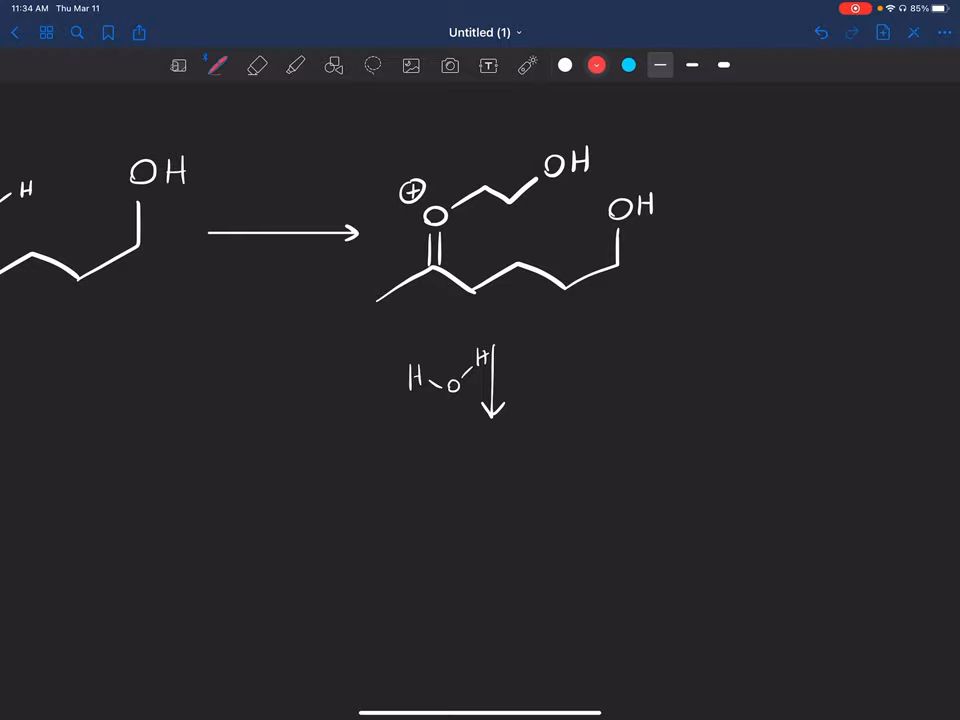 11:34 AM Thu Mar 11
85%
Untitled (1)
T
OH
H
OH
+
O
OH
H
O
H